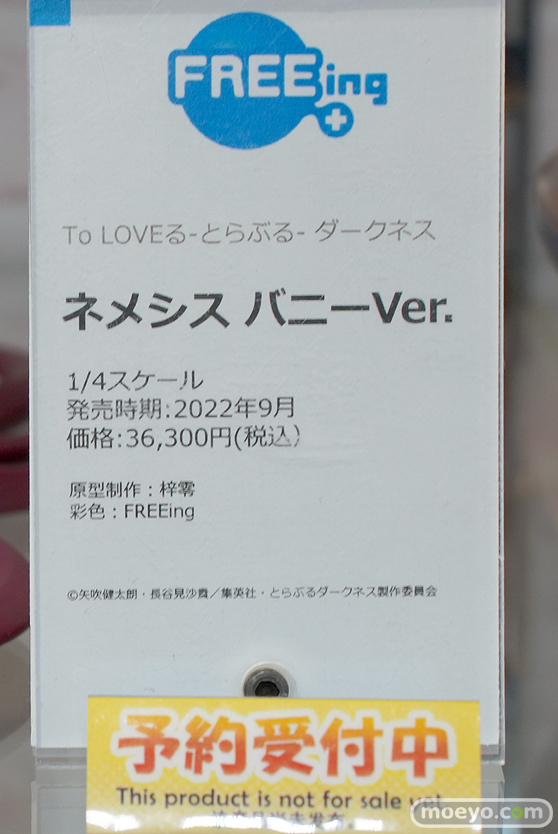 FREEing
To LOVEる-とらぶる- ダークネス
ネメシス バニーVer.
1/4スケール
発売時期:2022年9月
価格:36,300円(税込)
原型制作：梓零
彩色：FREEing
©矢吹健太朗・長谷見沙貴／集英社・とらぶるダークネス製作委員会
予約受付中
This product is not for sale yet
moeyo.com